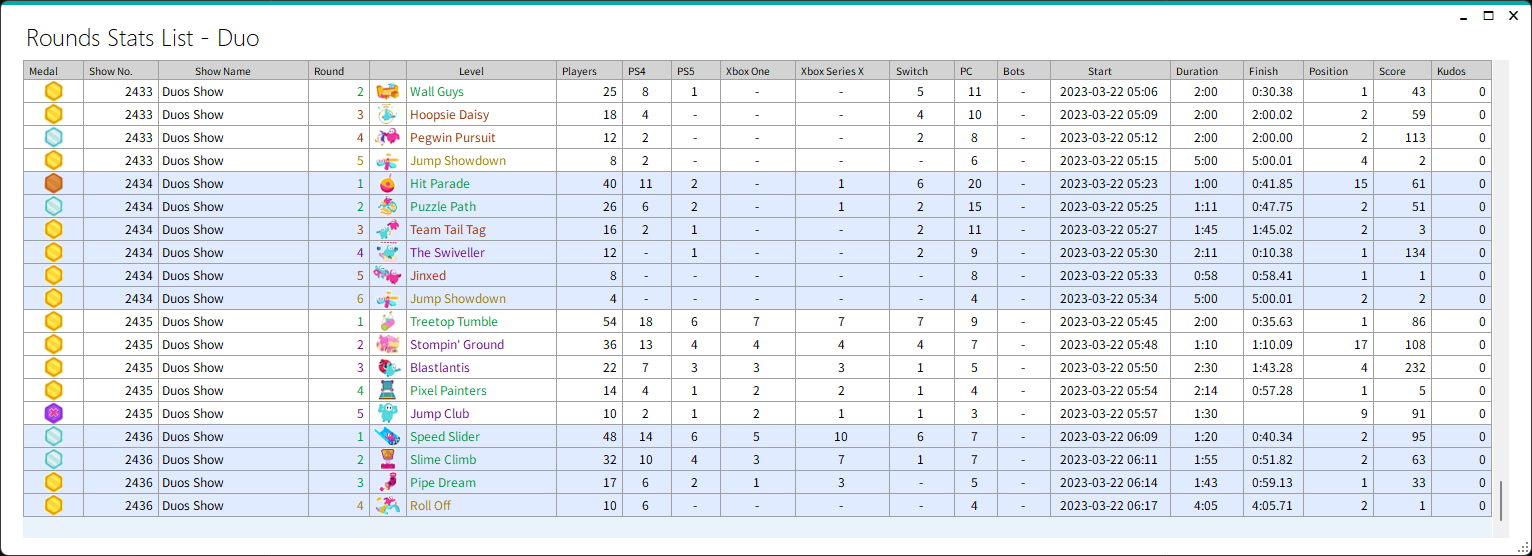 Rounds Stats List - Duo
Medal Show No. Show Name Round Level Players PS4 PS5 Xbox One Xbox Series X Switch PC Bots Start Duration Finish Position Score Kudos
2433 Duos Show 2 Wall Guys 25 8 1 - - 5 11 - 2023-03-22 05:06 2:00 0:30.38 1 43 0
2433 Duos Show 3 Hoopsie Daisy 18 4 - - - 4 10 - 2023-03-22 05:09 2:00 2:00.02 2 59 0
2433 Duos Show 4 Pegwin Pursuit 12 2 - - - 2 8 - 2023-03-22 05:12 2:00 2:00.00 2 113 0
2433 Duos Show 5 Jump Showdown 8 2 - - - - 6 - 2023-03-22 05:15 5:00 5:00.01 4 2 0
2434 Duos Show 1 Hit Parade 40 11 2 - 1 6 20 - 2023-03-22 05:23 1:00 0:41.85 15 61 0
2434 Duos Show 2 Puzzle Path 26 6 2 - 1 2 15 - 2023-03-22 05:25 1:11 0:47.75 2 51 0
2434 Duos Show 3 Team Tail Tag 16 2 1 - - 2 11 - 2023-03-22 05:27 1:45 1:45.02 2 3 0
2434 Duos Show 4 The Swiveller 12 - 1 - - 2 9 - 2023-03-22 05:30 2:11 0:10.38 1 134 0
2434 Duos Show 5 Jinxed 8 - - - - - 8 - 2023-03-22 05:33 0:58 0:58.41 1 1 0
2434 Duos Show 6 Jump Showdown 4 - - - - - 4 - 2023-03-22 05:34 5:00 5:00.01 2 2 0
2435 Duos Show 1 Treetop Tumble 54 18 6 7 7 7 9 - 2023-03-22 05:45 2:00 0:35.63 1 86 0
2435 Duos Show 2 Stompin' Ground 36 13 4 4 4 4 7 - 2023-03-22 05:48 1:10 1:10.09 17 108 0
2435 Duos Show 3 Blastlantis 22 7 3 3 3 1 5 - 2023-03-22 05:50 2:30 1:43.28 4 232 0
2435 Duos Show 4 Pixel Painters 14 4 1 2 2 1 4 - 2023-03-22 05:54 2:14 0:57.28 1 5 0
2435 Duos Show 5 Jump Club 10 2 1 2 1 1 3 - 2023-03-22 05:57 1:30 9 91 0
2436 Duos Show 1 Speed Slider 48 14 6 5 10 6 7 - 2023-03-22 06:09 1:20 0:40.34 2 95 0
2436 Duos Show 2 Slime Climb 32 10 4 3 7 1 7 - 2023-03-22 06:11 1:55 0:51.82 2 63 0
2436 Duos Show 3 Pipe Dream 17 6 2 1 3 - 5 - 2023-03-22 06:14 1:43 0:59.13 1 33 0
2436 Duos Show 4 Roll Off 10 6 - - - - 4 - 2023-03-22 06:17 4:05 4:05.71 2 1 0